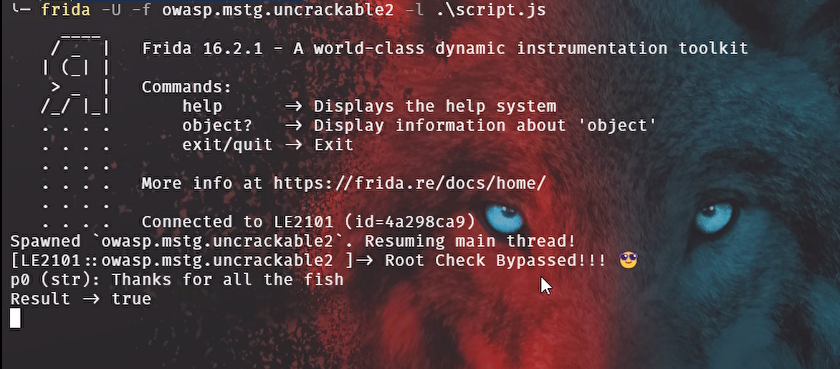 ╰─ frida -U -f owasp.mstg.uncrackable2 -l .\script.js
     ____
    / _  |   Frida 16.2.1 - A world-class dynamic instrumentation toolkit
   | (_| |
    > _  |   Commands:
   /_/ |_|       help      → Displays the help system
   . . . .       object?   → Display information about 'object'
   . . . .       exit/quit → Exit
   . . . .
   . . . .   More info at https://frida.re/docs/home/
   . . . .
   . . . .   Connected to LE2101 (id=4a298ca9)
Spawned `owasp.mstg.uncrackable2`. Resuming main thread!
[LE2101::owasp.mstg.uncrackable2 ]→ Root Check Bypassed!!! 😎
p0 (str): Thanks for all the fish
Result → true